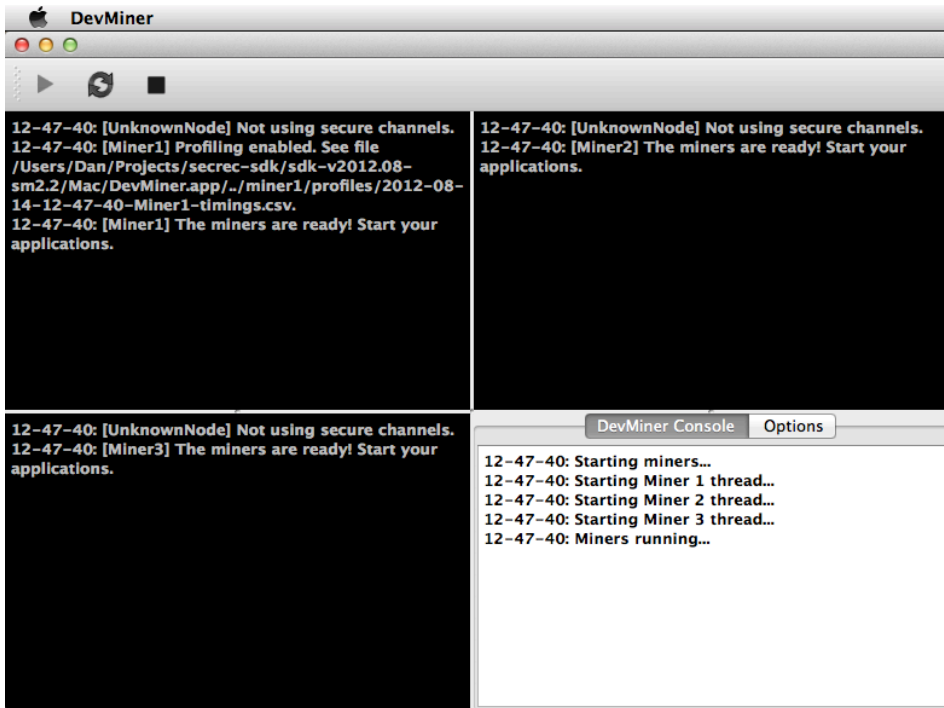 DevMiner
12-47-40: [UnknownNode] Not using secure channels.
12-47-40: [Miner1] Profiling enabled. See file
/Users/Dan/Projects/secrec-sdk/sdk-v2012.08-
sm2.2/Mac/DevMiner.app/../miner1/profiles/2012-08-
14-12-47-40-Miner1-timings.csv.
12-47-40: [Miner1] The miners are ready! Start your
applications.
12-47-40: [UnknownNode] Not using secure channels.
12-47-40: [Miner2] The miners are ready! Start your
applications.
12-47-40: [UnknownNode] Not using secure channels.
12-47-40: [Miner3] The miners are ready! Start your
applications.
DevMiner Console Options
12-47-40: Starting miners...
12-47-40: Starting Miner 1 thread...
12-47-40: Starting Miner 2 thread...
12-47-40: Starting Miner 3 thread...
12-47-40: Miners running...